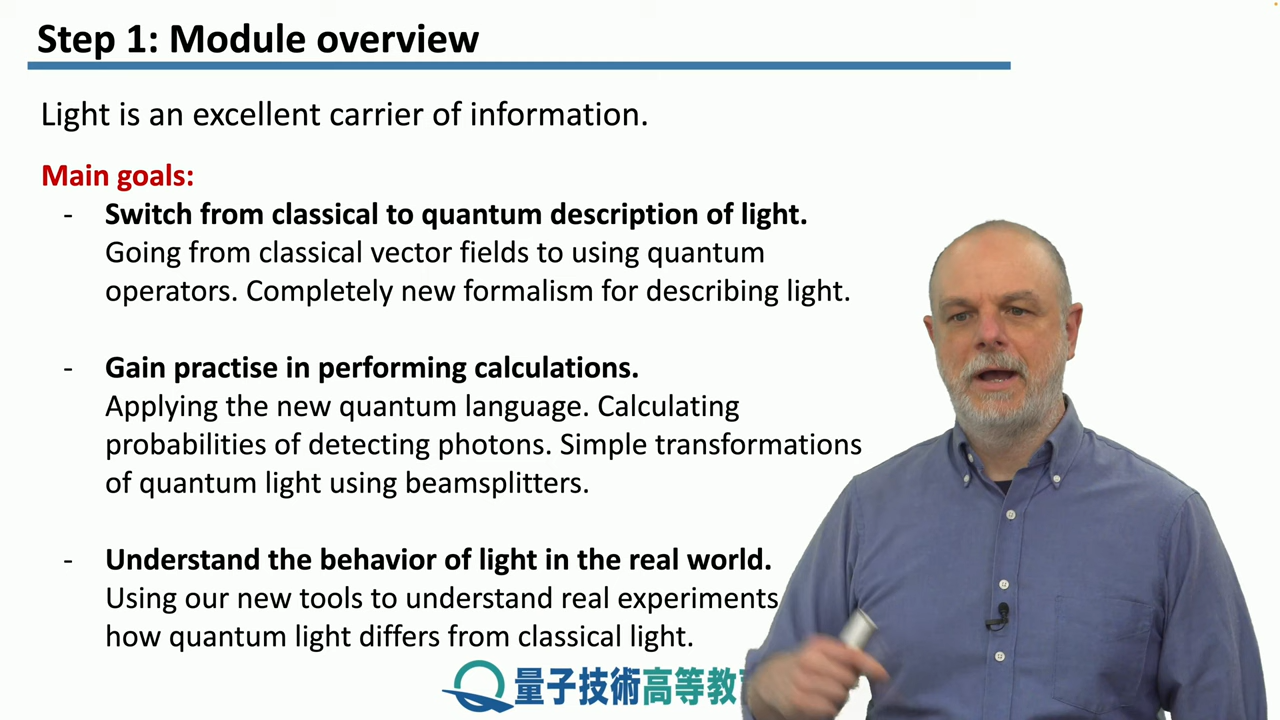 Step 1: Module overview
Light is an excellent carrier of information.
Main goals:
- Switch from classical to quantum description of light.
Going from classical vector fields to using quantum
operators. Completely new formalism for describing light.
- Gain practise in performing calculations.
Applying the new quantum language. Calculating
probabilities of detecting photons. Simple transformations
of quantum light using beamsplitters.
- Understand the behavior of light in the real world.
Using our new tools to understand real experiments
how quantum light differs from classical light.
量子技術高等教